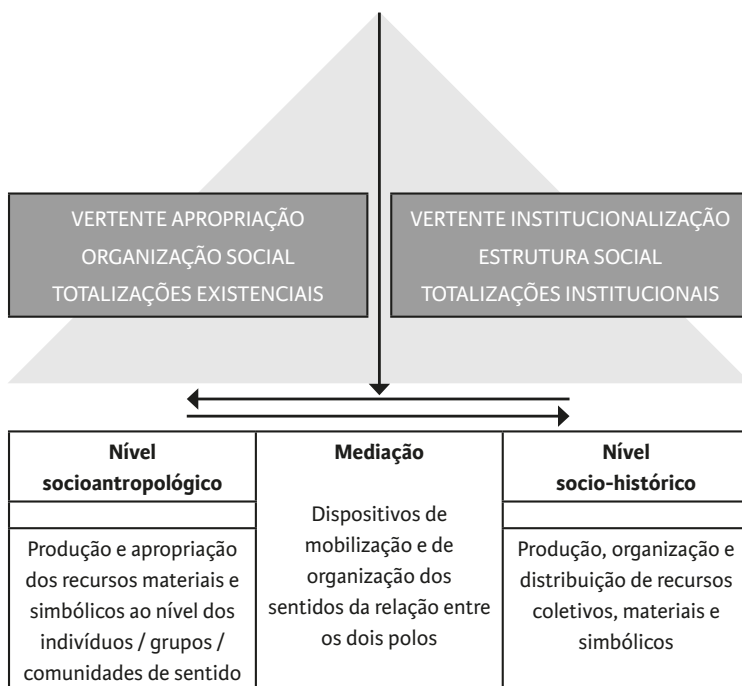 VERTENTE APROPRIAÇÃO
ORGANIZAÇÃO SOCIAL
TOTALIZAÇÕES EXISTENCIAIS
VERTENTE INSTITUCIONALIZAÇÃO
ESTRUTURA SOCIAL
TOTALIZAÇÕES INSTITUCIONAIS
Nível
socioantropológico
Produção e apropriação
dos recursos materiais e
simbólicos ao nível dos
indivíduos / grupos /
comunidades de sentido
Mediação
Dispositivos de
mobilização e de
organização dos
sentidos da relação entre
os dois polos
Nível
socio-histórico
Produção, organização e
distribuição de recursos
coletivos, materiais e
simbólicos